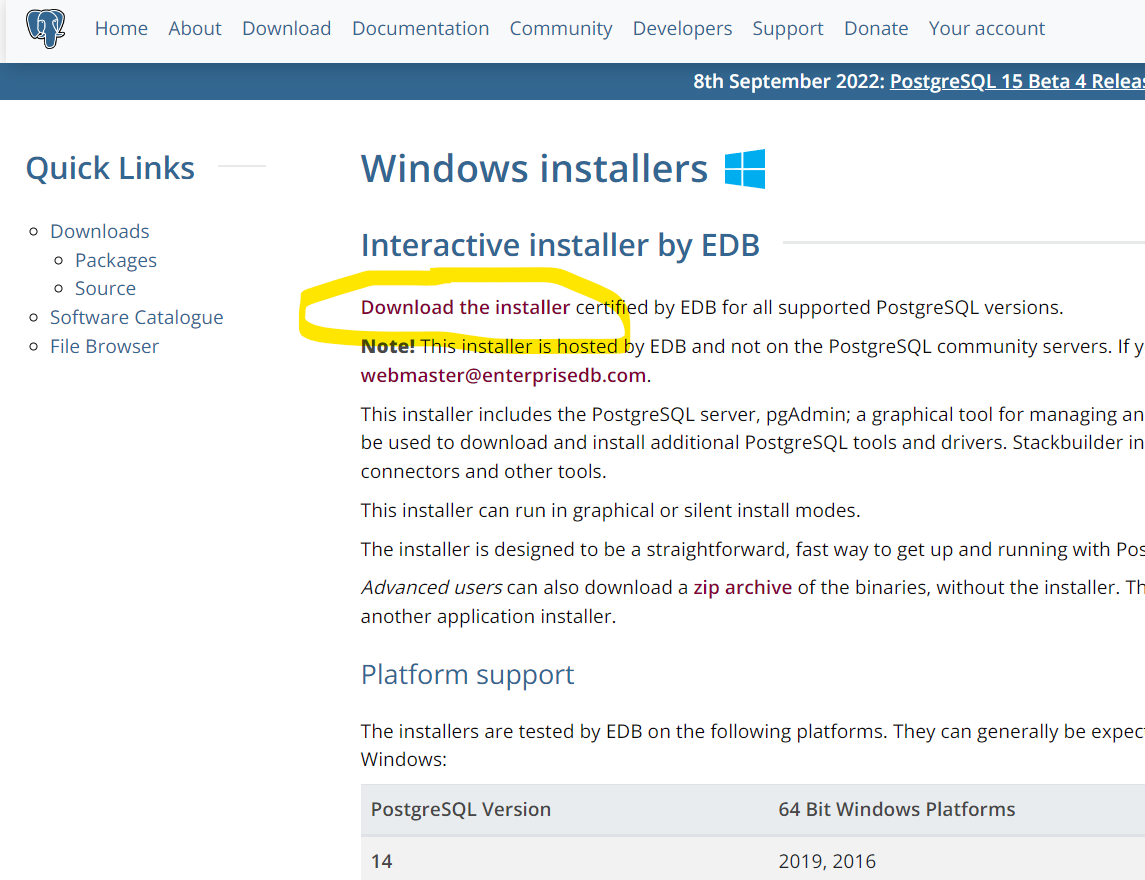 Home About Download Documentation Community Developers Support Donate Your account
8th September 2022: PostgreSQL 15 Beta 4 Releas
Quick Links
Downloads
Packages
Source
Software Catalogue
File Browser
Windows installers
Interactive installer by EDB
Download the installer certified by EDB for all supported PostgreSQL versions.
Note! This installer is hosted by EDB and not on the PostgreSQL community servers. If y
webmaster@enterprisedb.com.
This installer includes the PostgreSQL server, pgAdmin; a graphical tool for managing an
be used to download and install additional PostgreSQL tools and drivers. Stackbuilder in
connectors and other tools.
This installer can run in graphical or silent install modes.
The installer is designed to be a straightforward, fast way to get up and running with Pos
Advanced users can also download a zip archive of the binaries, without the installer. Th
another application installer.
Platform support
The installers are tested by EDB on the following platforms. They can generally be expec
Windows:
PostgreSQL Version 64 Bit Windows Platforms
14 2019, 2016